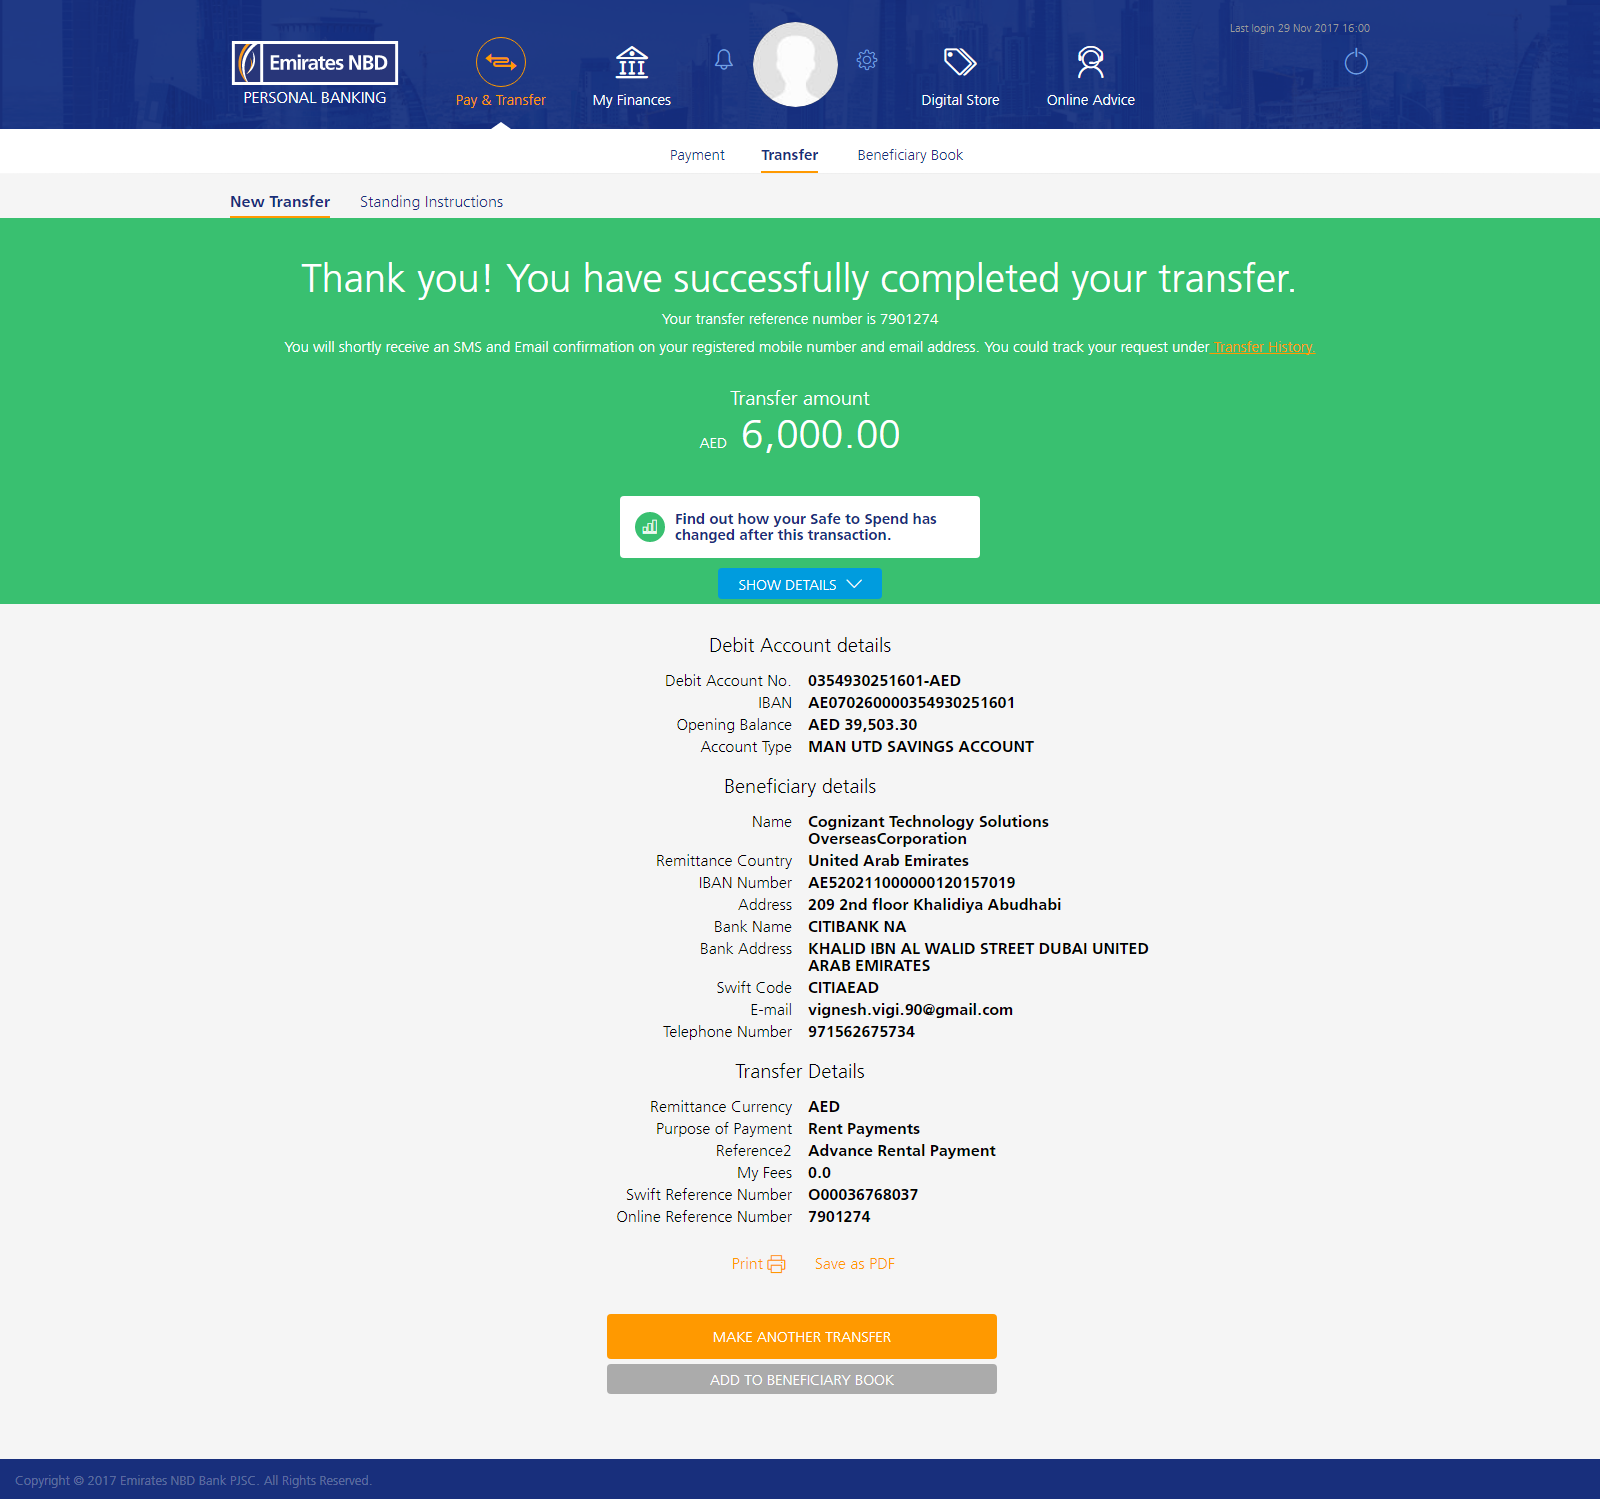 Last login 29 Nov 2017 16:00
Emirates NBD
PERSONAL BANKING
Pay & Transfer
My Finances
Digital Store
Online Advice
Payment
Transfer
Beneficiary Book
New Transfer
Standing Instructions
Thank you! You have successfully completed your transfer.
Your transfer reference number is 7901274
You will shortly receive an SMS and Email confirmation on your registered mobile number and email address. You could track your request under Transfer History.
Transfer amount
AED 6,000.00
Find out how your Safe to Spend has
changed after this transaction.
SHOW DETAILS
Debit Account details
Debit Account No. 0354930251601-AED
IBAN AE070260000354930251601
Opening Balance AED 39,503.30
Account Type MAN UTD SAVINGS ACCOUNT
Beneficiary details
Name Cognizant Technology Solutions
OverseasCorporation
Remittance Country United Arab Emirates
IBAN Number AE520211000000120157019
Address 209 2nd floor Khalidiya Abudhabi
Bank Name CITIBANK NA
Bank Address KHALID IBN AL WALID STREET DUBAI UNITED
ARAB EMIRATES
Swift Code CITIAEAD
E-mail vignesh.vigi.90@gmail.com
Telephone Number 971562675734
Transfer Details
Remittance Currency AED
Purpose of Payment Rent Payments
Reference2 Advance Rental Payment
My Fees 0.0
Swift Reference Number O00036768037
Online Reference Number 7901274
Print
Save as PDF
MAKE ANOTHER TRANSFER
ADD TO BENEFICIARY BOOK
Copyright © 2017 Emirates NBD Bank PJSC. All Rights Reserved.